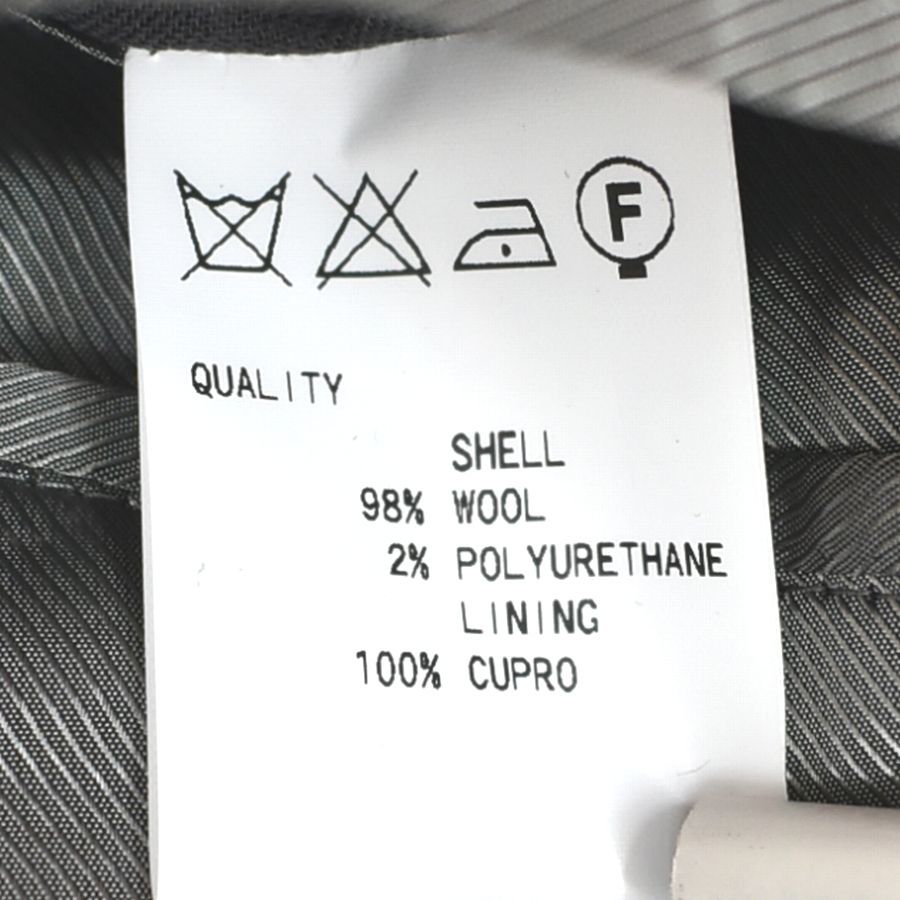 F
QUALITY
SHELL
98% WOOL
2% POLYURETHANE
LINING
100% CUPRO